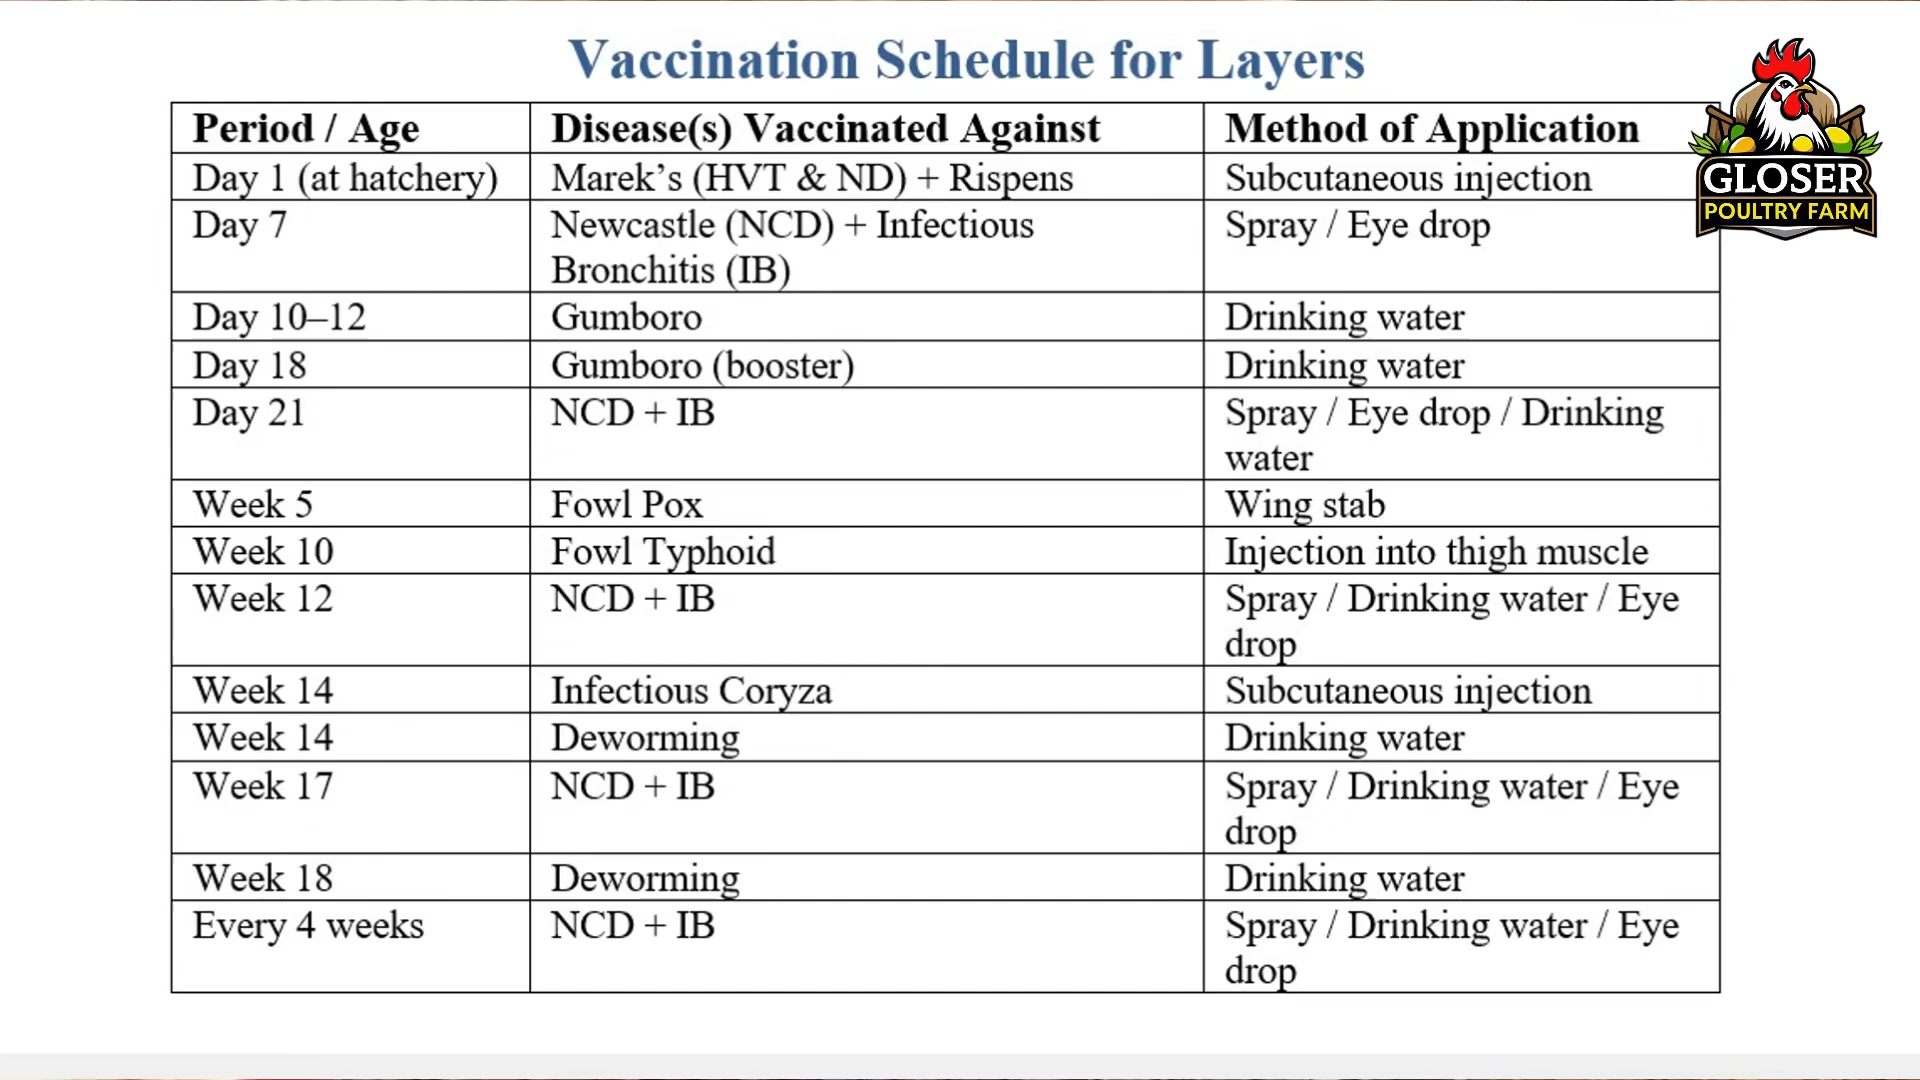 Vaccination Schedule for Layers
Period / Age
Disease(s) Vaccinated Against
Method of Application
Day 1 (at hatchery)
Marek’s (HVT & ND) + Rispens
Subcutaneous injection
Day 7
Newcastle (NCD) + Infectious
Bronchitis (IB)
Spray / Eye drop
Day 10–12
Gumboro
Drinking water
Day 18
Gumboro (booster)
Drinking water
Day 21
NCD + IB
Spray / Eye drop / Drinking
water
Week 5
Fowl Pox
Wing stab
Week 10
Fowl Typhoid
Injection into thigh muscle
Week 12
NCD + IB
Spray / Drinking water / Eye
drop
Week 14
Infectious Coryza
Subcutaneous injection
Week 14
Deworming
Drinking water
Week 17
NCD + IB
Spray / Drinking water / Eye
drop
Week 18
Deworming
Drinking water
Every 4 weeks
NCD + IB
Spray / Drinking water / Eye
drop
GLOSER
POULTRY FARM